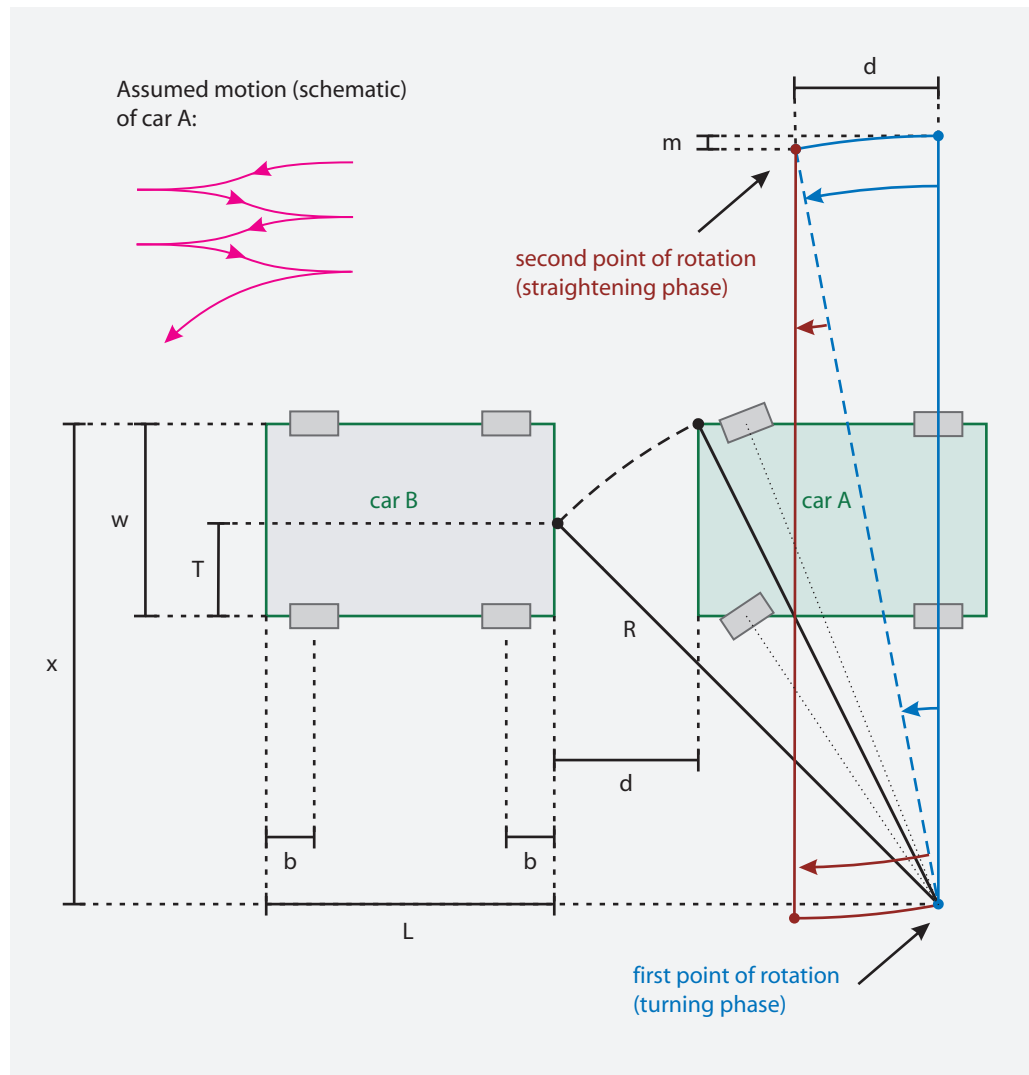 Assumed motion (schematic)
of car A:
d
m
second point of rotation
(straightening phase)
car B
car A
w
T
R
x
d
b
b
L
first point of rotation
(turning phase)